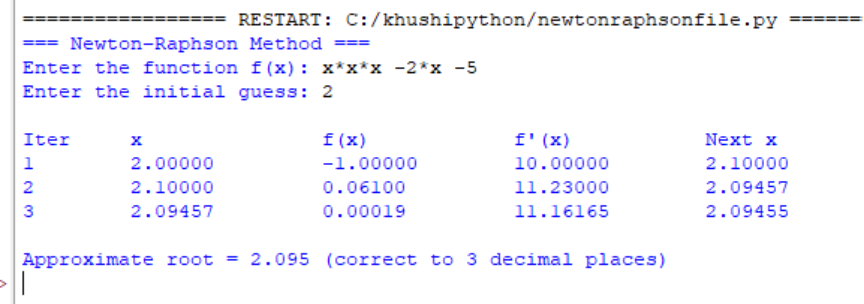 ================= RESTART: C:/khushipython/newtonraphsonfile.py ======
=== Newton-Raphson Method ===
Enter the function f(x): x*x*x -2*x -5
Enter the initial guess: 2
Iter x f(x) f'(x) Next x
1 2.00000 -1.00000 10.00000 2.10000
2 2.10000 0.06100 11.23000 2.09457
3 2.09457 0.00019 11.16165 2.09455
Approximate root = 2.095 (correct to 3 decimal places)
>